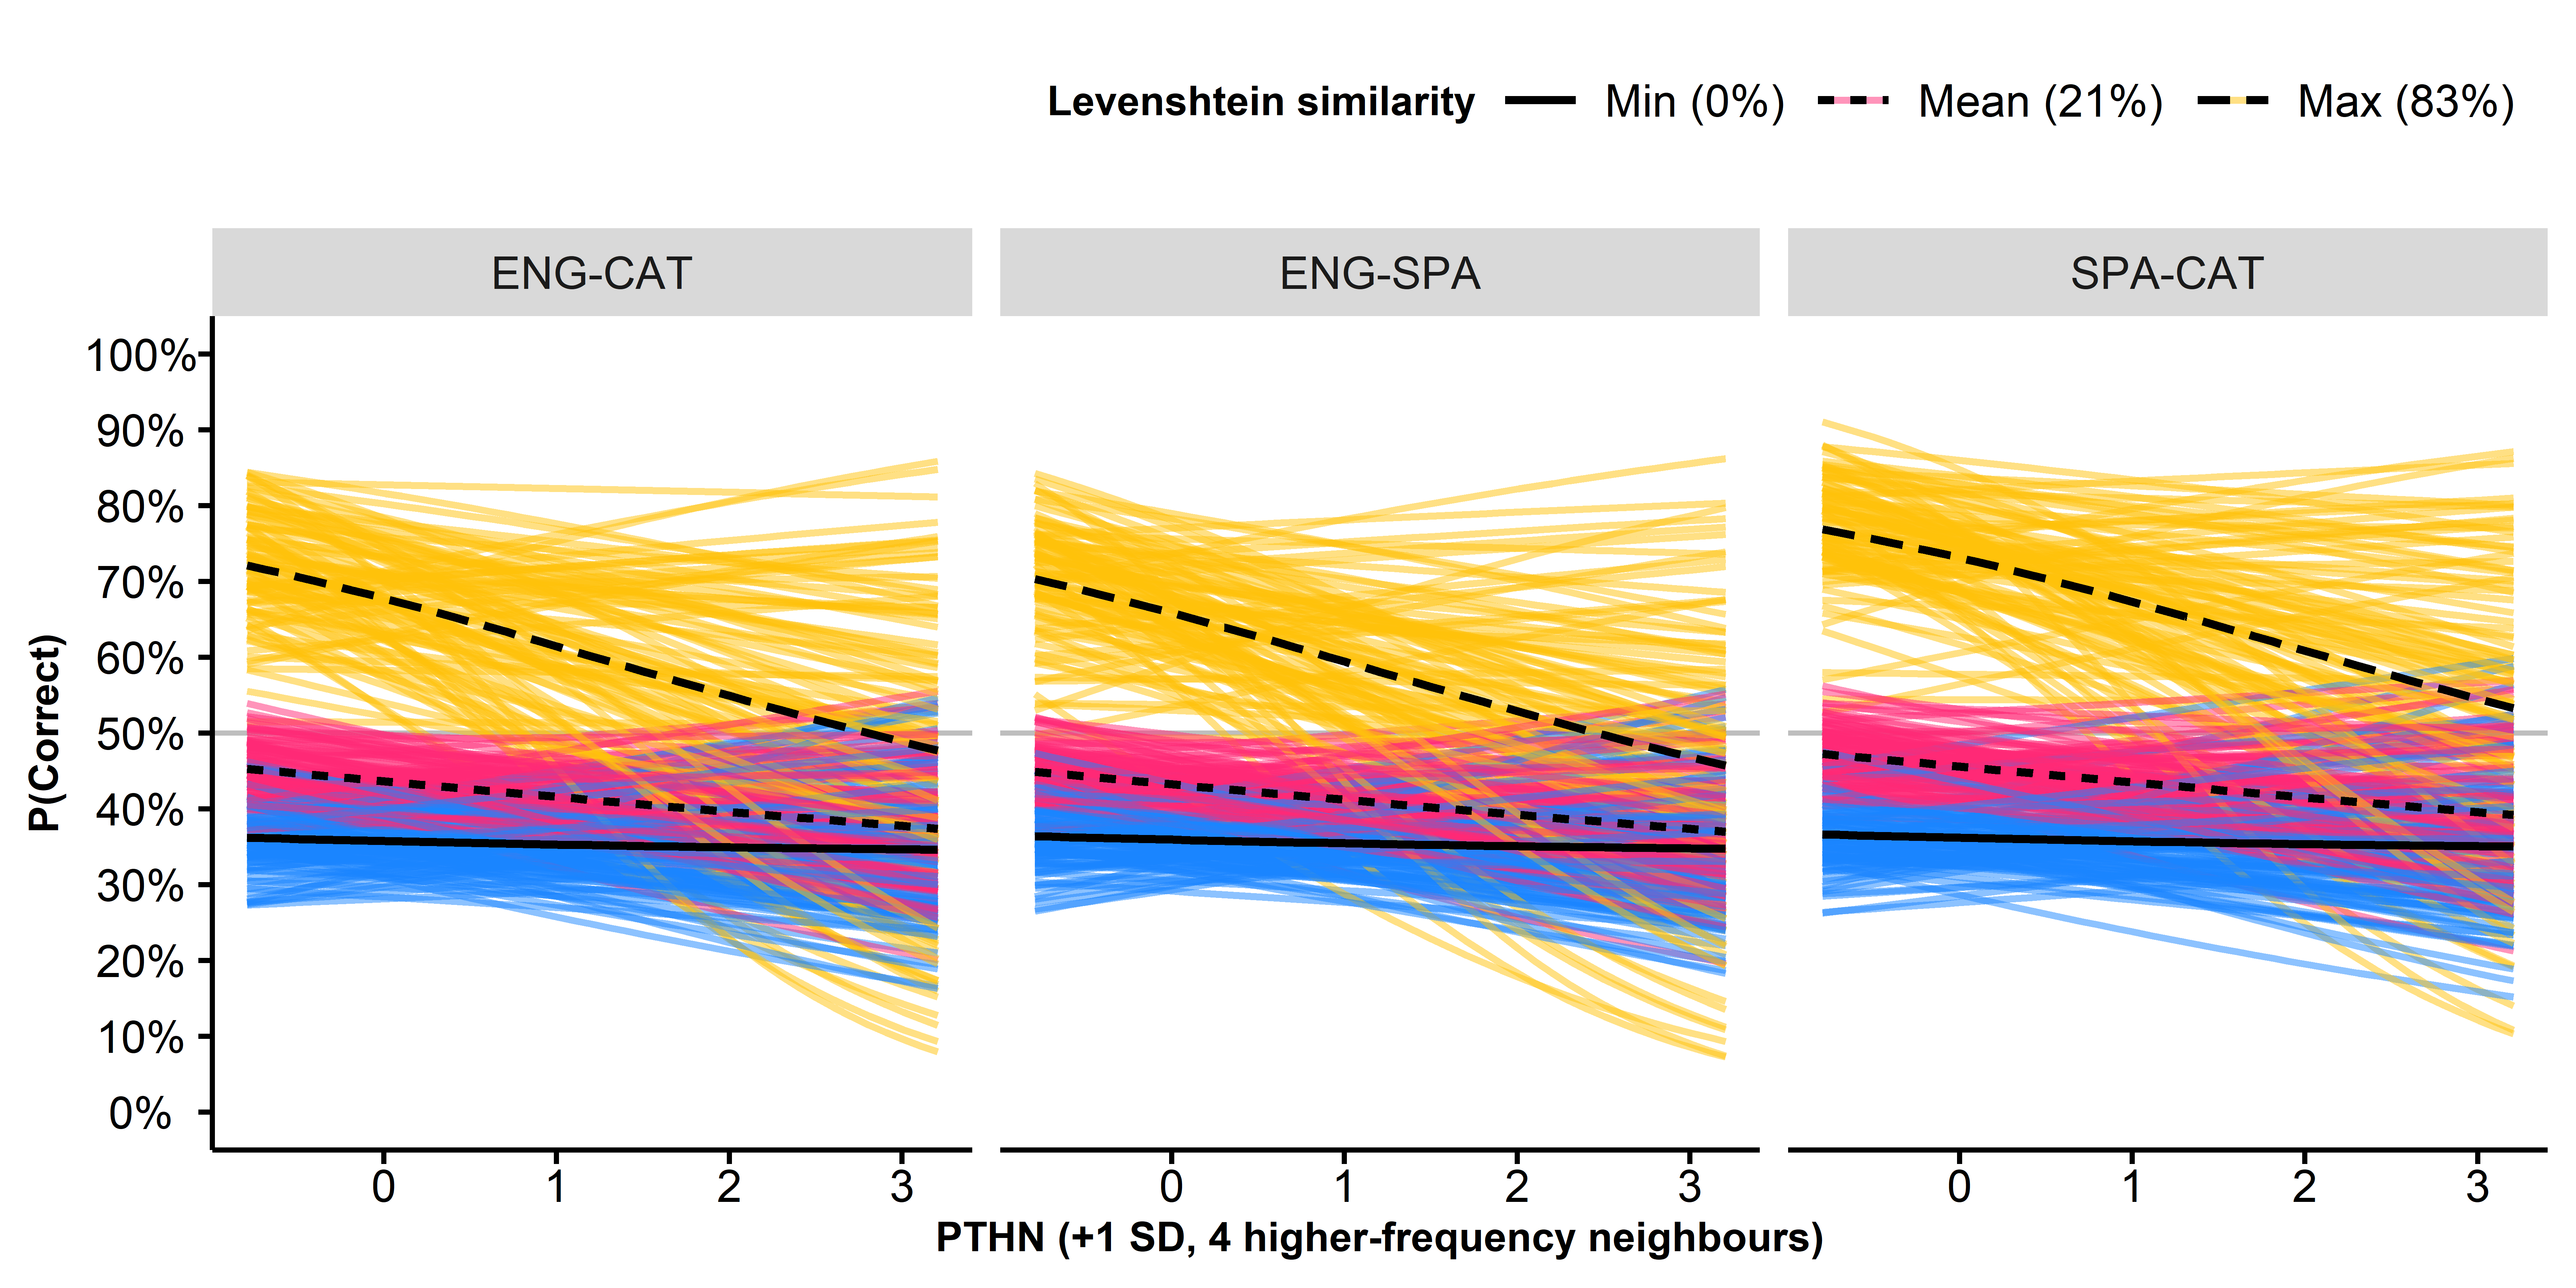 Levenshtein similarity Min (0%) Mean (21%) Max (83%)
ENG-CAT ENG-SPA SPA-CAT
100%
90%
80%
70%
60%
50%
40%
30%
20%
10%
0%
P(Correct)
0 1 2 3 0 1 2 3 0 1 2 3
PTHN (+1 SD, 4 higher-frequency neighbours)